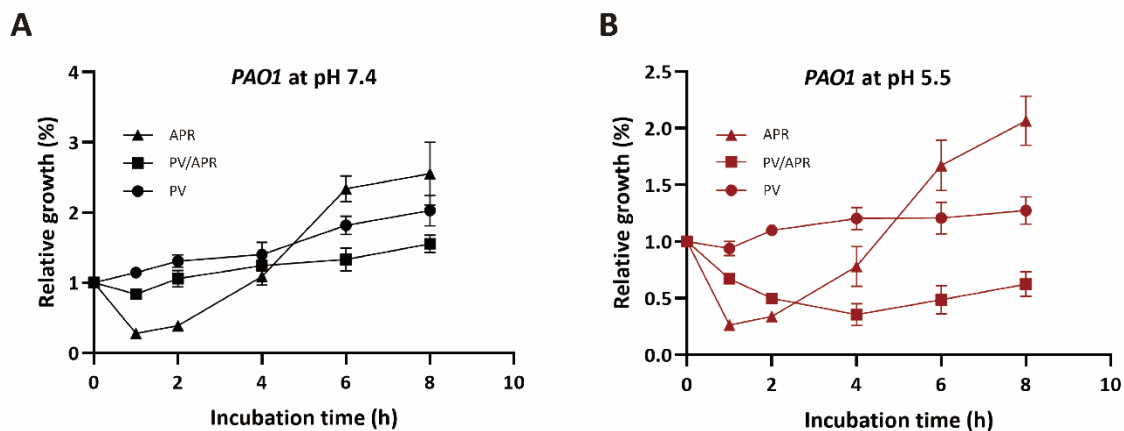 A
PAO1 at pH 7.4
Relative growth (%)
4
3
2
1
0
APR
PV/APR
PV
0 2 4 6 8 10
Incubation time (h)
B
PAO1 at pH 5.5
Relative growth (%)
2.5
2.0
1.5
1.0
0.5
0.0
APR
PV/APR
PV
0 2 4 6 8 10
Incubation time (h)